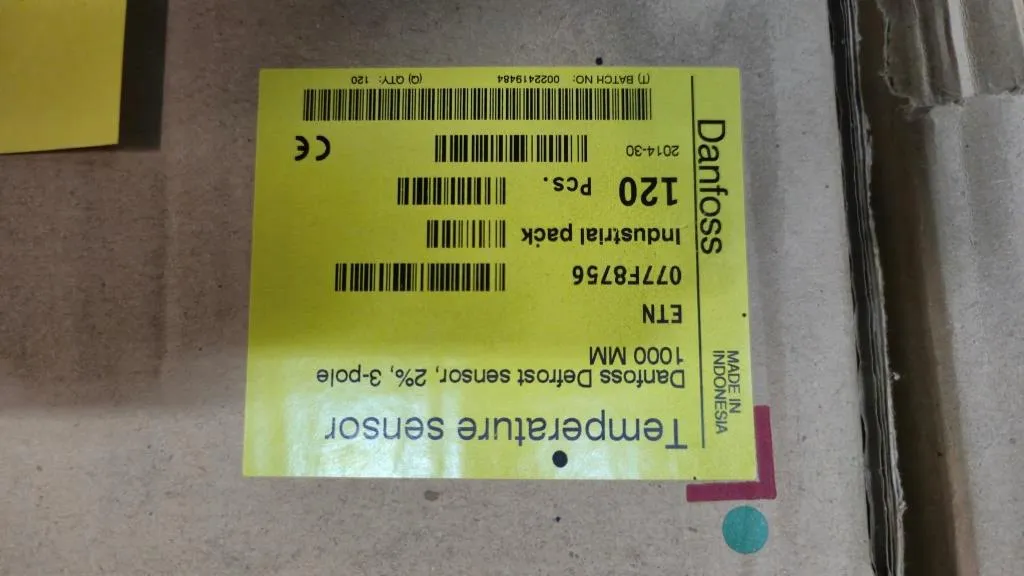 Temperature sensor
Danfoss Defrost sensor, 2%, 3-pole
1000 MM
ETN
077F8756
Industrial pack
120 Pcs.
2014-30
CE
(T) BATCH NO: 0022419484 (Q) QTY: 120
MADE IN
INDONESIA
Danfoss